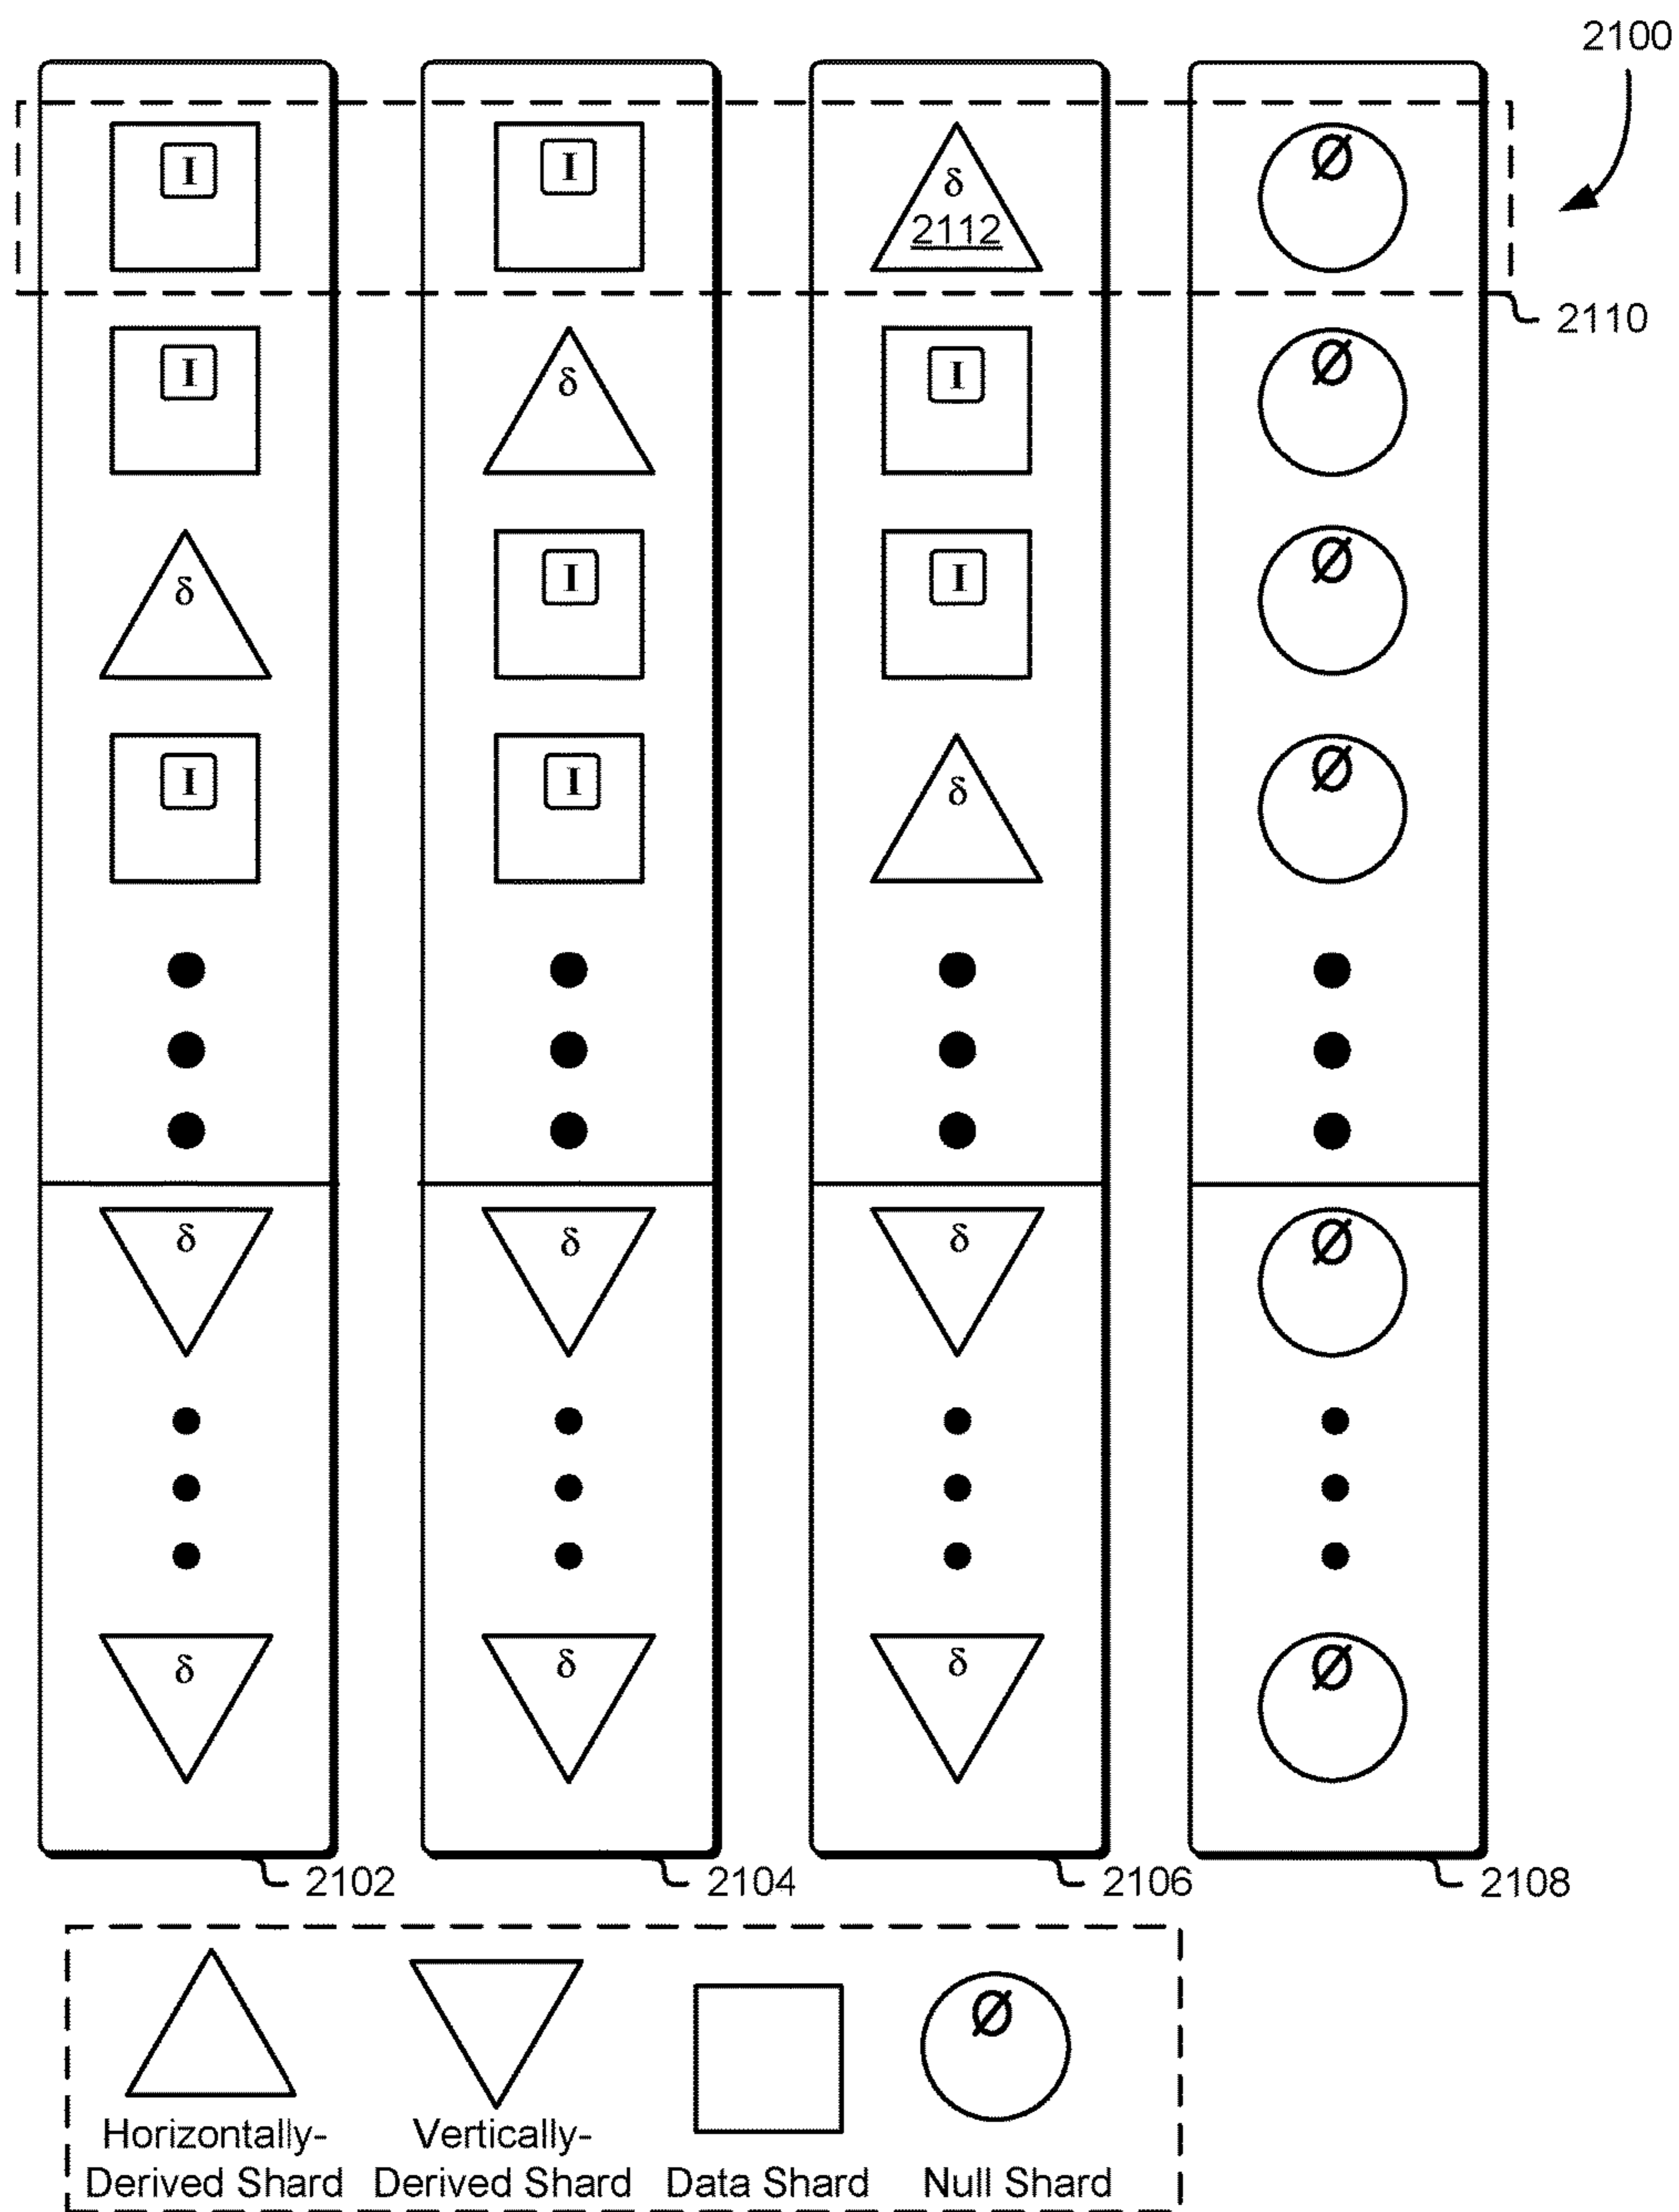 2100
I I δ Ø
2112
2110
I δ I Ø
δ I I Ø
I I δ Ø
δ δ δ Ø
δ δ δ Ø
2102 2104 2106 2108
Ø
Horizontally- Vertically-
Derived Shard Derived Shard Data Shard Null Shard